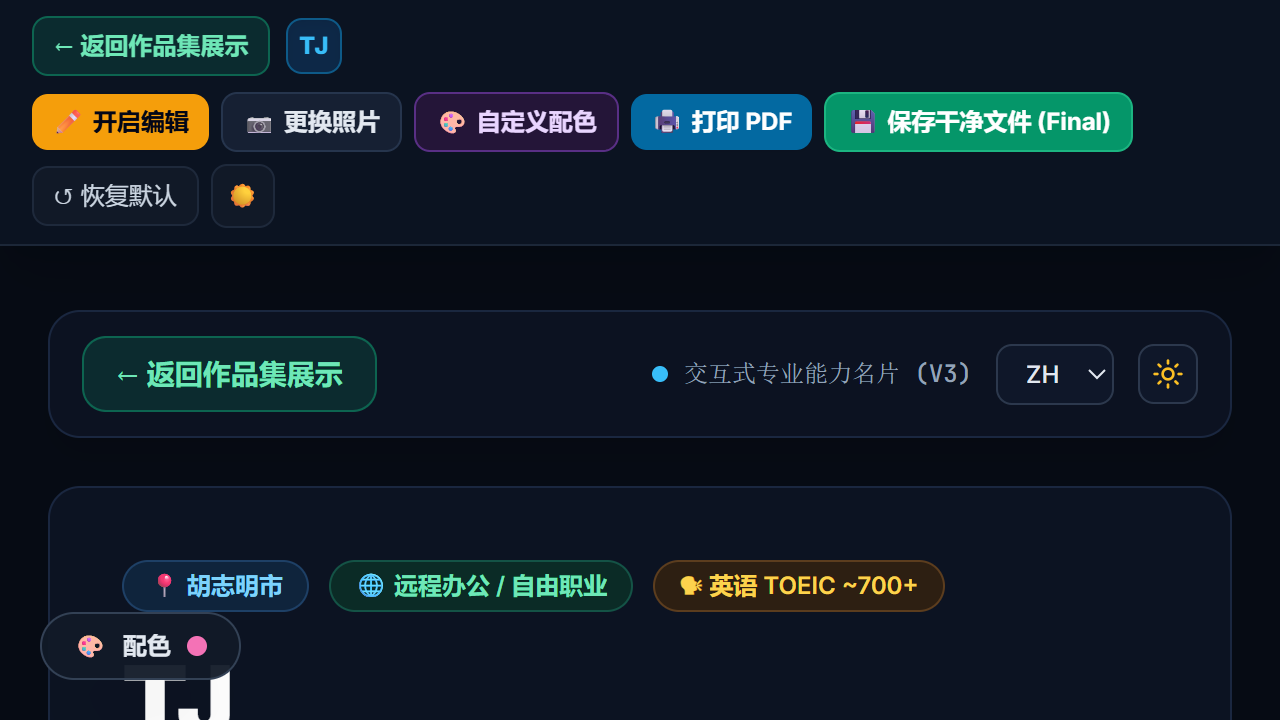 ← 返回作品集展示 TJ
✏️ 开启编辑 📷 更换照片 🎨 自定义配色 🖨️ 打印 PDF 💾 保存干净文件 (Final)
↺ 恢复默认
← 返回作品集展示 交互式专业能力名片 (V3) ZH
📍 胡志明市 🌐 远程办公 / 自由职业 🗣️ 英语 TOEIC ~700+
🎨 配色
TJ